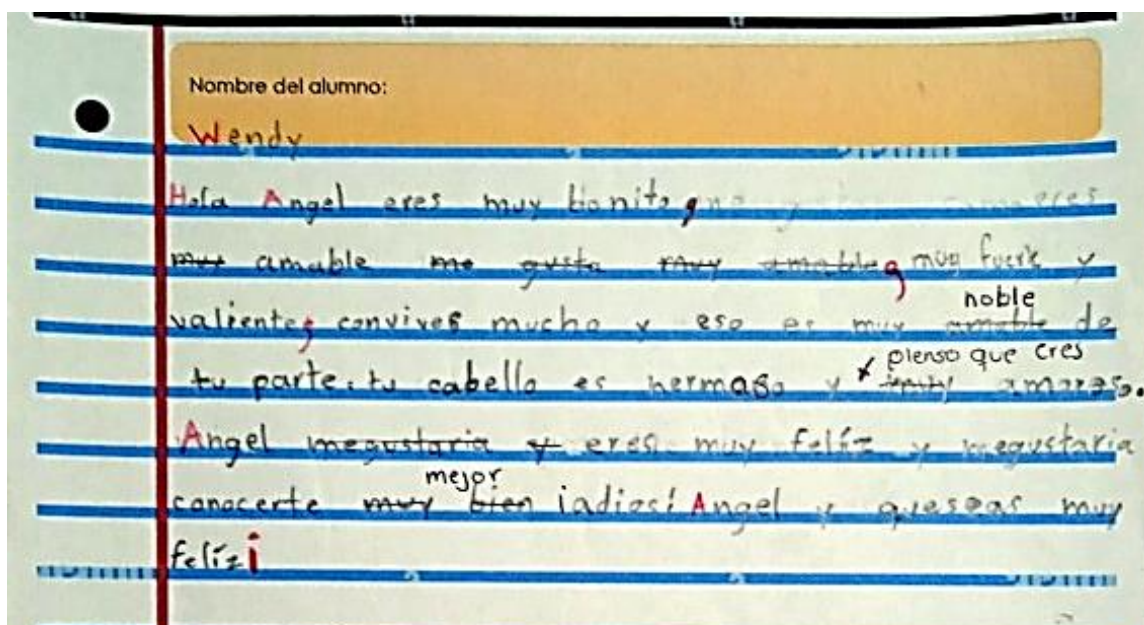 Nombre del alumno:
Wendy
Hola Angel eres muy bonito, eres
muy amable me gusta muy amable, muy fuerte y
noble
valiente, convives mucho y eso es muy amable de
pienso que eres
tu parte. tu cabello es hermoso y amoroso.
Angel megustaria y eres muy felíz y megustaria
mejor
conocerte muy bien ¡adios! Angel y queseas muy
felíz¡